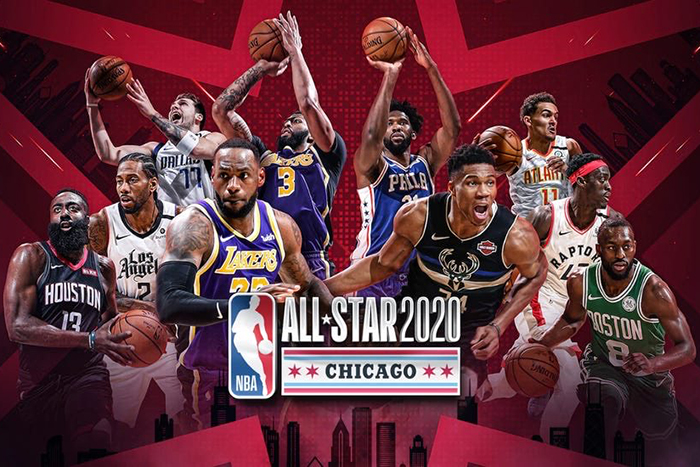 DALLAS
77
LAKERS
3
PHILA
21
ATLANTA
11
HOUSTON
13
Los
Angeles
2
LAKERS
RAPTORS
BOSTON
8
NBA
ALL★STAR 2020
★★ CHICAGO ★★